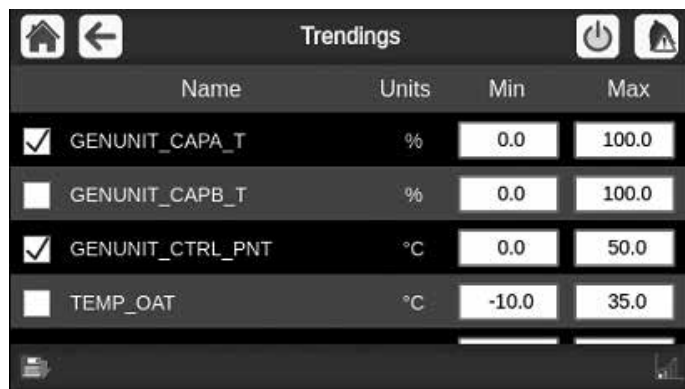 Trendings
Name Units Min Max
GENUNIT_CAPA_T % 0.0 100.0
GENUNIT_CAPB_T % 0.0 100.0
GENUNIT_CTRL_PNT °C 0.0 50.0
TEMP_OAT °C -10.0 35.0